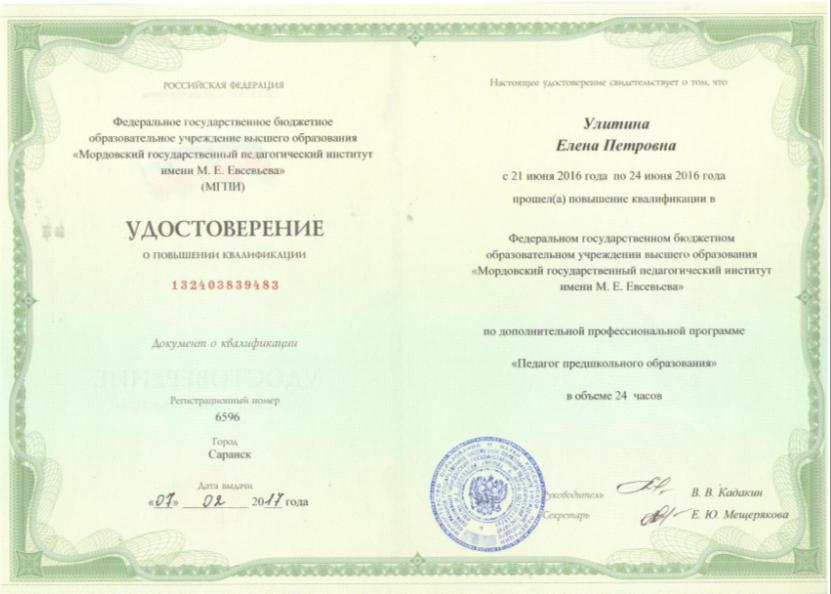 РОССИЙСКАЯ ФЕДЕРАЦИЯ
Федеральное государственное бюджетное
образовательное учреждение высшего образования
«Мордовский государственный педагогический институт
имени М. Е. Евсевьева»
(МГПИ)
УДОСТОВЕРЕНИЕ
О ПОВЫШЕНИИ КВАЛИФИКАЦИИ
132403839483
Документ о квалификации
Регистрационный номер
6596
Город
Саранск
Дата выдачи
«07» 02 2017 года
Настоящее удостоверение свидетельствует о том, что
Улитина
Елена Петровна
с 21 июня 2016 года по 24 июня 2016 года
прошел(а) повышение квалификации в
Федеральном государственном бюджетном
образовательном учреждении высшего образования
«Мордовский государственный педагогический институт
имени М. Е. Евсевьева»
по дополнительной профессиональной программе
«Педагог предшкольного образования»
в объеме 24 часов
Руководитель В. В. Кадакин
Секретарь Е. Ю. Мещерякова